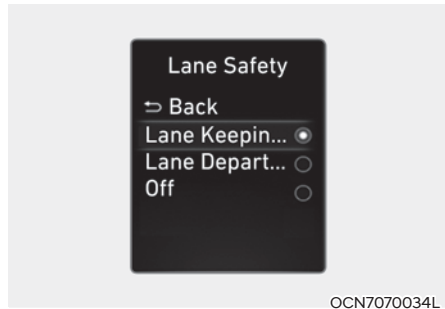 Lane Safety
Back
Lane Keepin...
Lane Depart...
Off
OCN7070034L